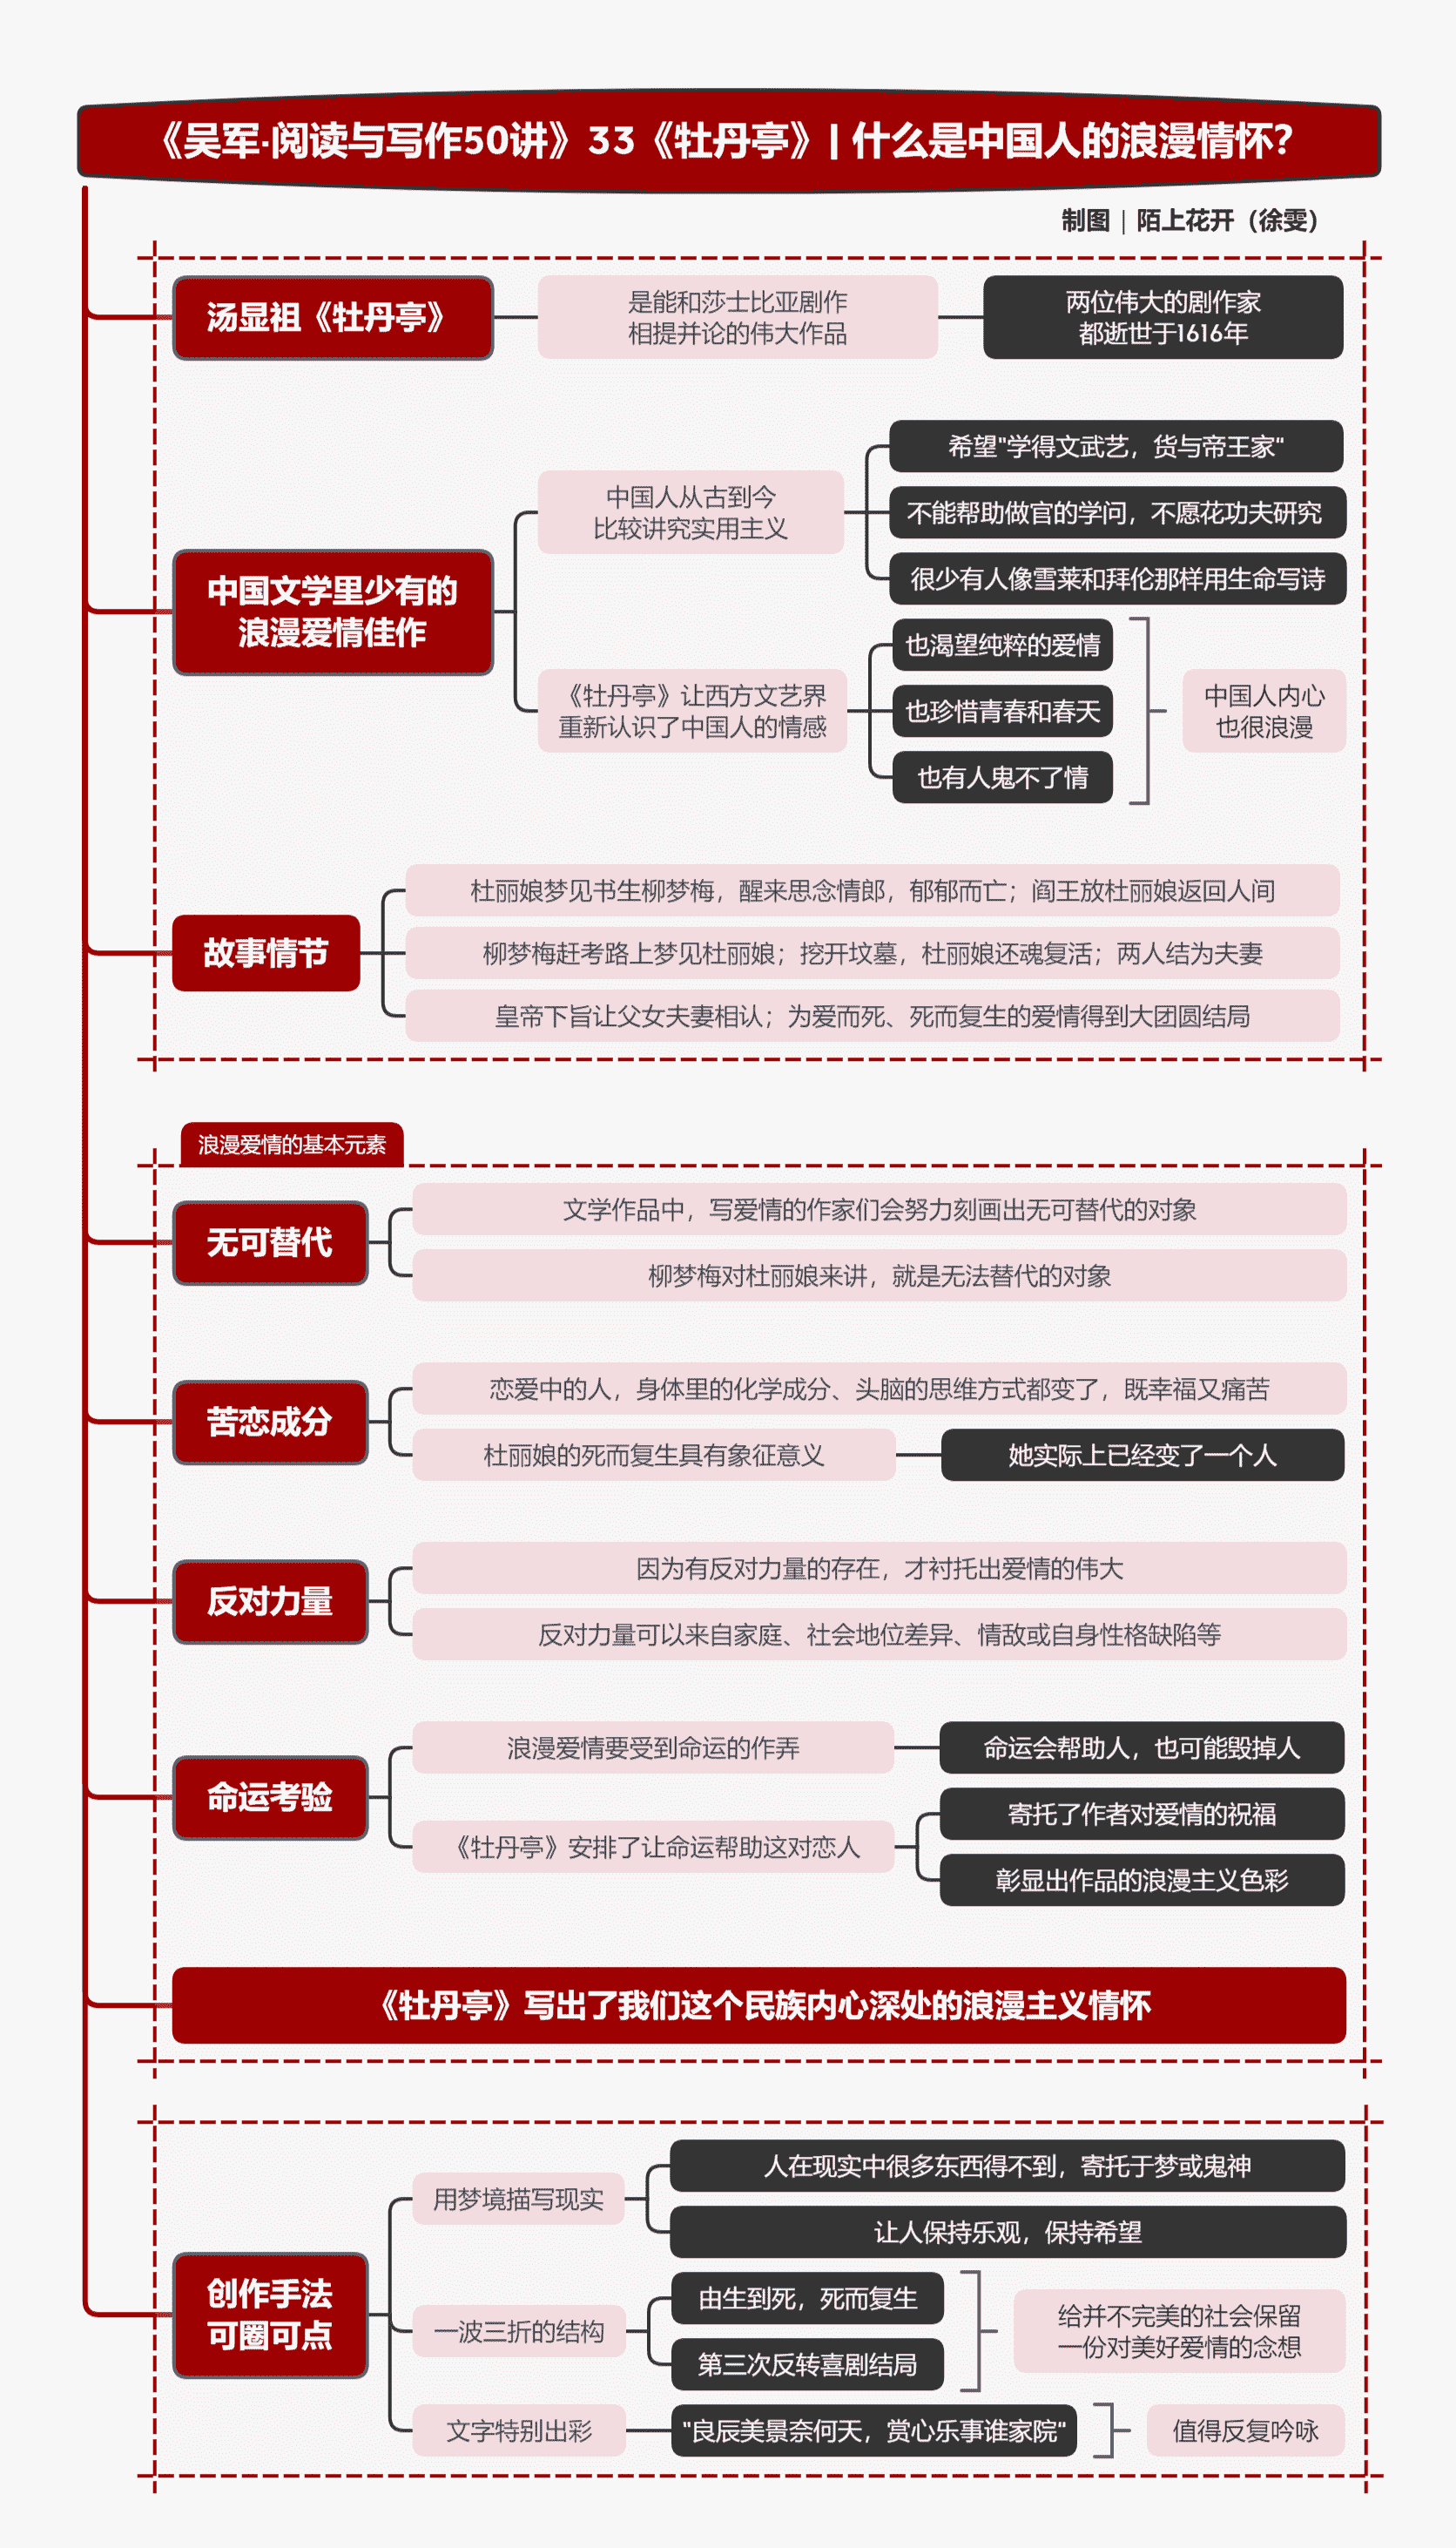 《吴军·阅读与写作50讲》33《牡丹亭》| 什么是中国人的浪漫情怀?
制图｜陌上花开（徐雯）
汤显祖《牡丹亭》
是能和莎士比亚剧作
相提并论的伟大作品
两位伟大的剧作家
都逝世于1616年
中国文学里少有的
浪漫爱情佳作
中国人从古到今
比较讲究实用主义
希望"学得文武艺，货与帝王家"
不能帮助做官的学问，不愿花功夫研究
很少有人像雪莱和拜伦那样用生命写诗
《牡丹亭》让西方文艺界
重新认识了中国人的情感
也渴望纯粹的爱情
也珍惜青春和春天
也有人鬼不了情
中国人内心
也很浪漫
故事情节
杜丽娘梦见书生柳梦梅，醒来思念情郎，郁郁而亡；阎王放杜丽娘返回人间
柳梦梅赶考路上梦见杜丽娘；挖开坟墓，杜丽娘还魂复活；两人结为夫妻
皇帝下旨让父女夫妻相认；为爱而死、死而复生的爱情得到大团圆结局
浪漫爱情的基本元素
无可替代
文学作品中，写爱情的作家们会努力刻画出无可替代的对象
柳梦梅对杜丽娘来讲，就是无法替代的对象
苦恋成分
恋爱中的人，身体里的化学成分、头脑的思维方式都变了，既幸福又痛苦
杜丽娘的死而复生具有象征意义
她实际上已经变了一个人
反对力量
因为有反对力量的存在，才衬托出爱情的伟大
反对力量可以来自家庭、社会地位差异、情敌或自身性格缺陷等
命运考验
浪漫爱情要受到命运的作弄
命运会帮助人，也可能毁掉人
《牡丹亭》安排了让命运帮助这对恋人
寄托了作者对爱情的祝福
彰显出作品的浪漫主义色彩
《牡丹亭》写出了我们这个民族内心深处的浪漫主义情怀
创作手法
可圈可点
用梦境描写现实
人在现实中很多东西得不到，寄托于梦或鬼神
让人保持乐观，保持希望
一波三折的结构
由生到死，死而复生
第三次反转喜剧结局
给并不完美的社会保留
一份对美好爱情的念想
文字特别出彩
"良辰美景奈何天，赏心乐事谁家院"
值得反复吟咏